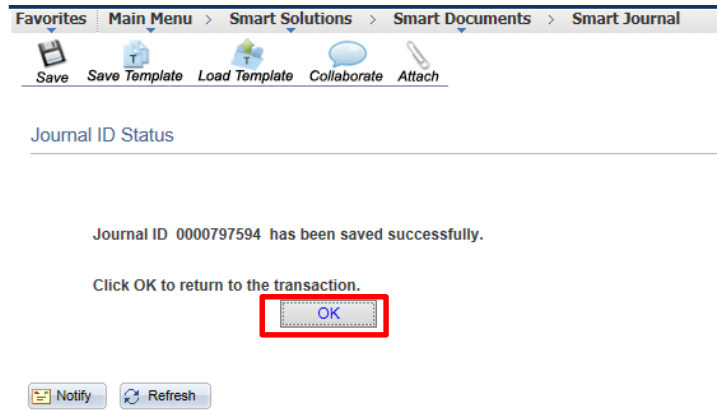 Favorites Main Menu > Smart Solutions > Smart Documents > Smart Journal
Save Save Template Load Template Collaborate Attach
Journal ID Status
Journal ID 0000797594 has been saved successfully.
Click OK to return to the transaction.
OK
Notify Refresh